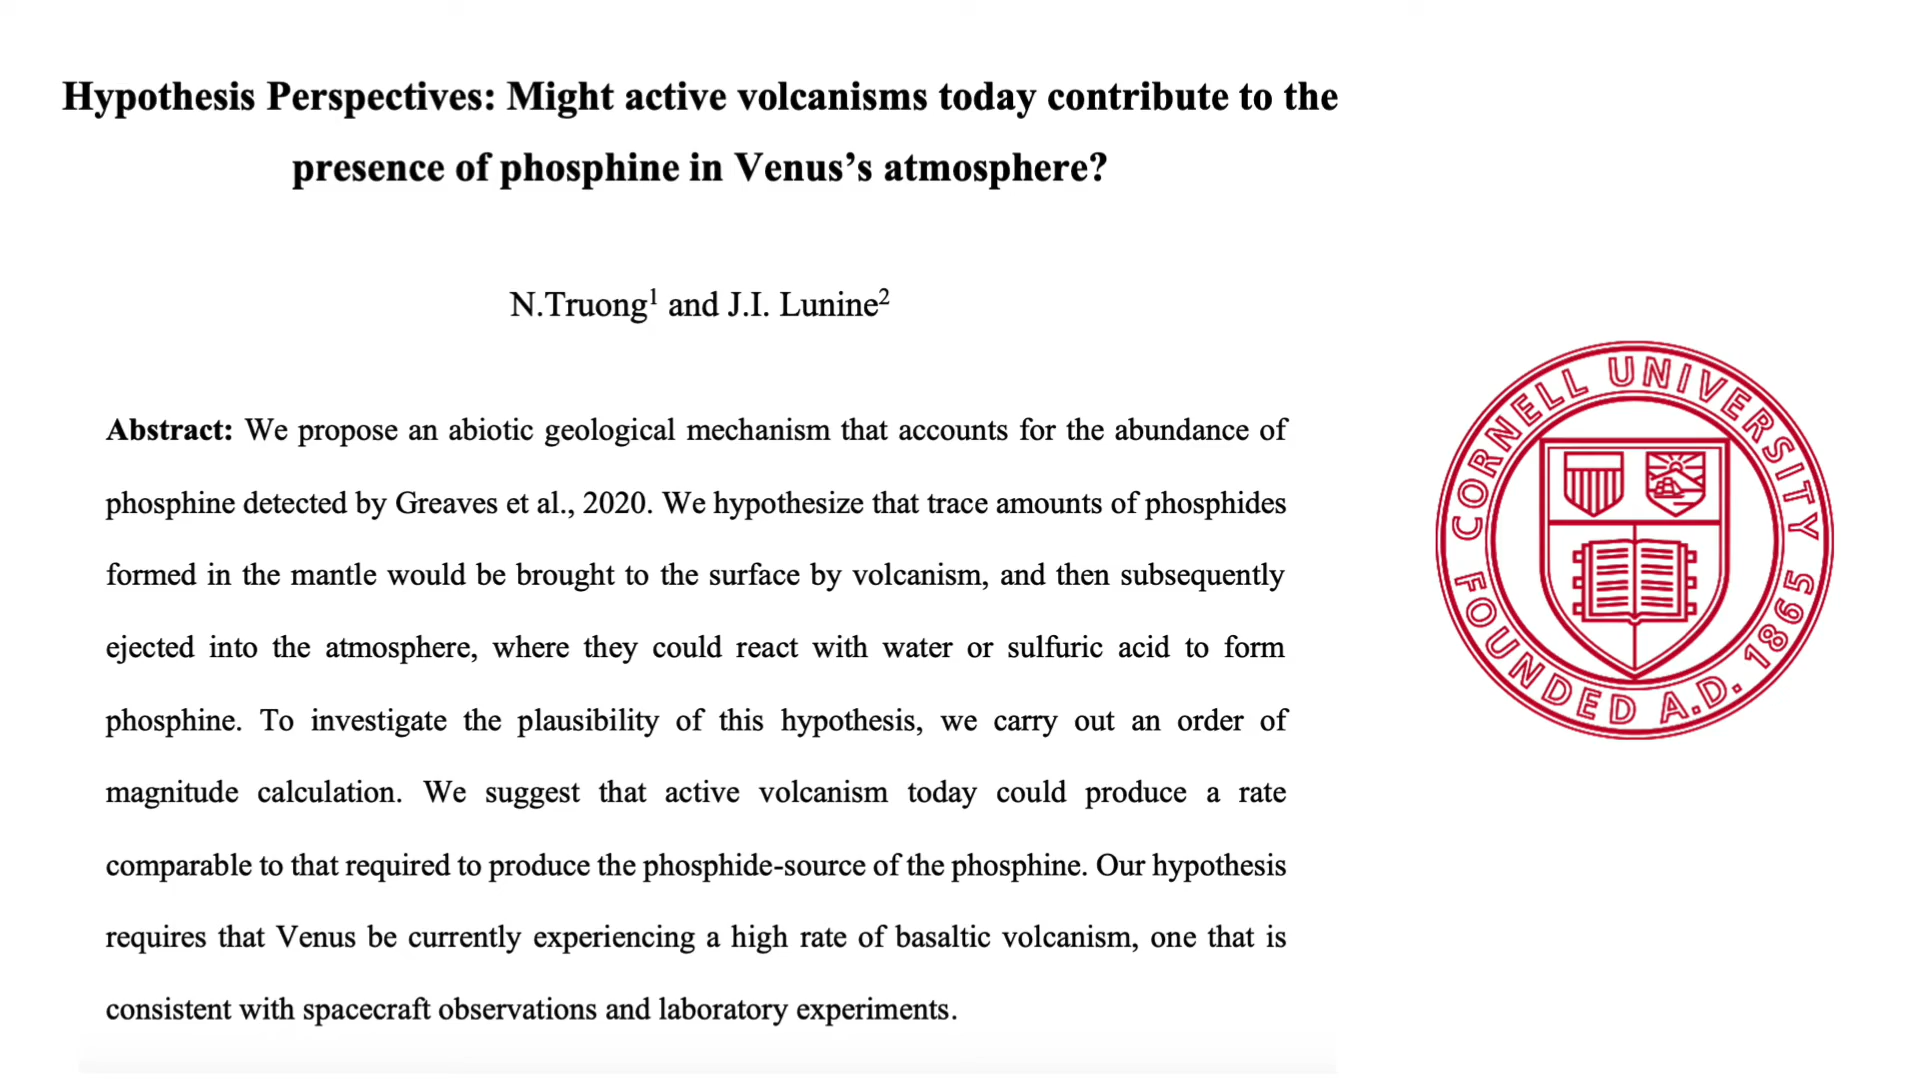 Hypothesis Perspectives: Might active volcanisms today contribute to the
presence of phosphine in Venus’s atmosphere?
N.Truong¹ and J.I. Lunine²
Abstract: We propose an abiotic geological mechanism that accounts for the abundance of
phosphine detected by Greaves et al., 2020. We hypothesize that trace amounts of phosphides
formed in the mantle would be brought to the surface by volcanism, and then subsequently
ejected into the atmosphere, where they could react with water or sulfuric acid to form
phosphine. To investigate the plausibility of this hypothesis, we carry out an order of
magnitude calculation. We suggest that active volcanism today could produce a rate
comparable to that required to produce the phosphide-source of the phosphine. Our hypothesis
requires that Venus be currently experiencing a high rate of basaltic volcanism, one that is
consistent with spacecraft observations and laboratory experiments.
CORNELL UNIVERSITY
FOUNDED A.D. 1865